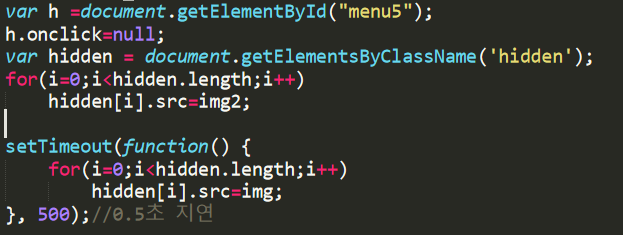 var h =document.getElementById("menu5");
h.onclick=null;
var hidden = document.getElementsByClassName('hidden');
for(i=0;i<hidden.length;i++)
    hidden[i].src=img2;
setTimeout(function() {
    for(i=0;i<hidden.length;i++)
        hidden[i].src=img;
}, 500);//0.5초 지연